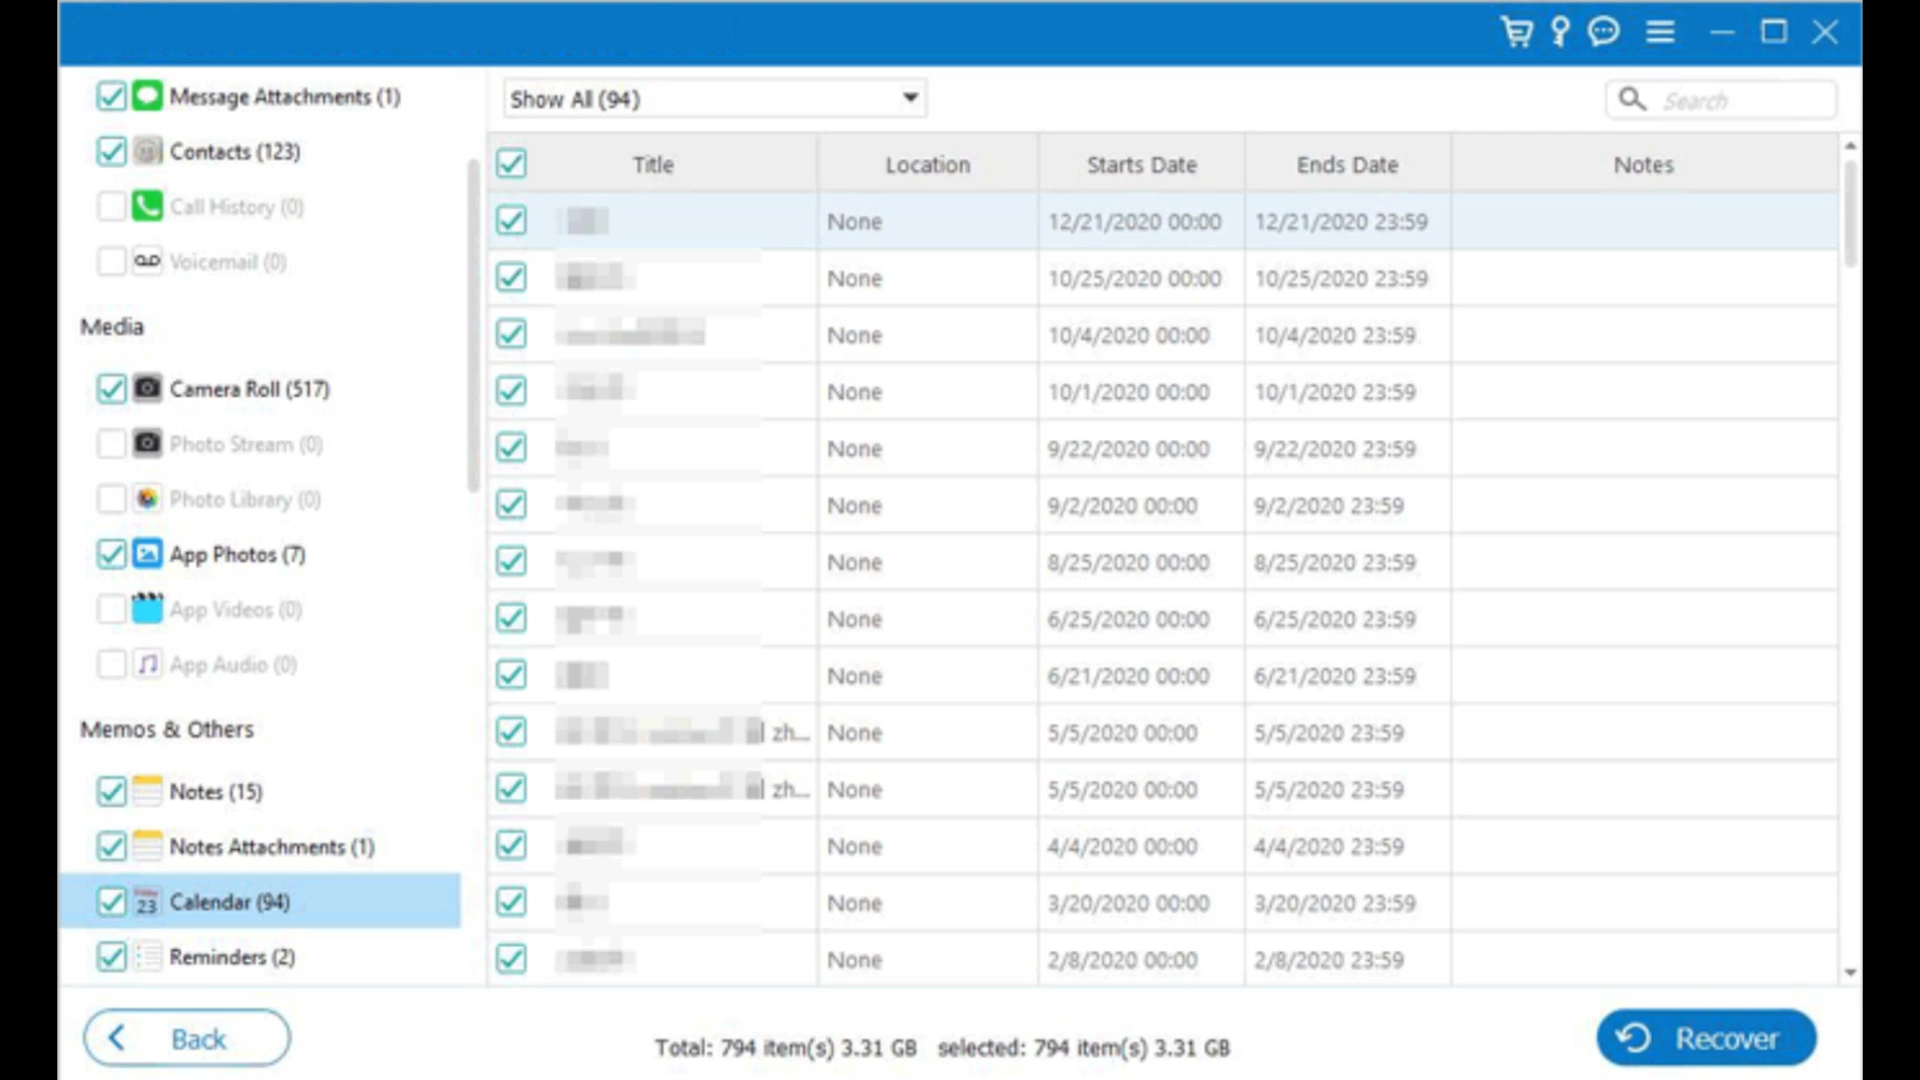 Message Attachments (1)
Contacts (123)
Call History (0)
Voicemail (0)
Media
Camera Roll (517)
Photo Stream (0)
Photo Library (0)
App Photos (7)
App Videos (0)
App Audio (0)
Memos & Others
Notes (15)
Notes Attachments (1)
23 Calendar (94)
Reminders (2)
Show All (94)
Search
Title Location Starts Date Ends Date Notes
None 12/21/2020 00:00 12/21/2020 23:59
None 10/25/2020 00:00 10/25/2020 23:59
None 10/4/2020 00:00 10/4/2020 23:59
None 10/1/2020 00:00 10/1/2020 23:59
None 9/22/2020 00:00 9/22/2020 23:59
None 9/2/2020 00:00 9/2/2020 23:59
None 8/25/2020 00:00 8/25/2020 23:59
None 6/25/2020 00:00 6/25/2020 23:59
None 6/21/2020 00:00 6/21/2020 23:59
zh... None 5/5/2020 00:00 5/5/2020 23:59
zh... None 5/5/2020 00:00 5/5/2020 23:59
None 4/4/2020 00:00 4/4/2020 23:59
None 3/20/2020 00:00 3/20/2020 23:59
None 2/8/2020 00:00 2/8/2020 23:59
Back
Total: 794 item(s) 3.31 GB selected: 794 item(s) 3.31 GB
Recover